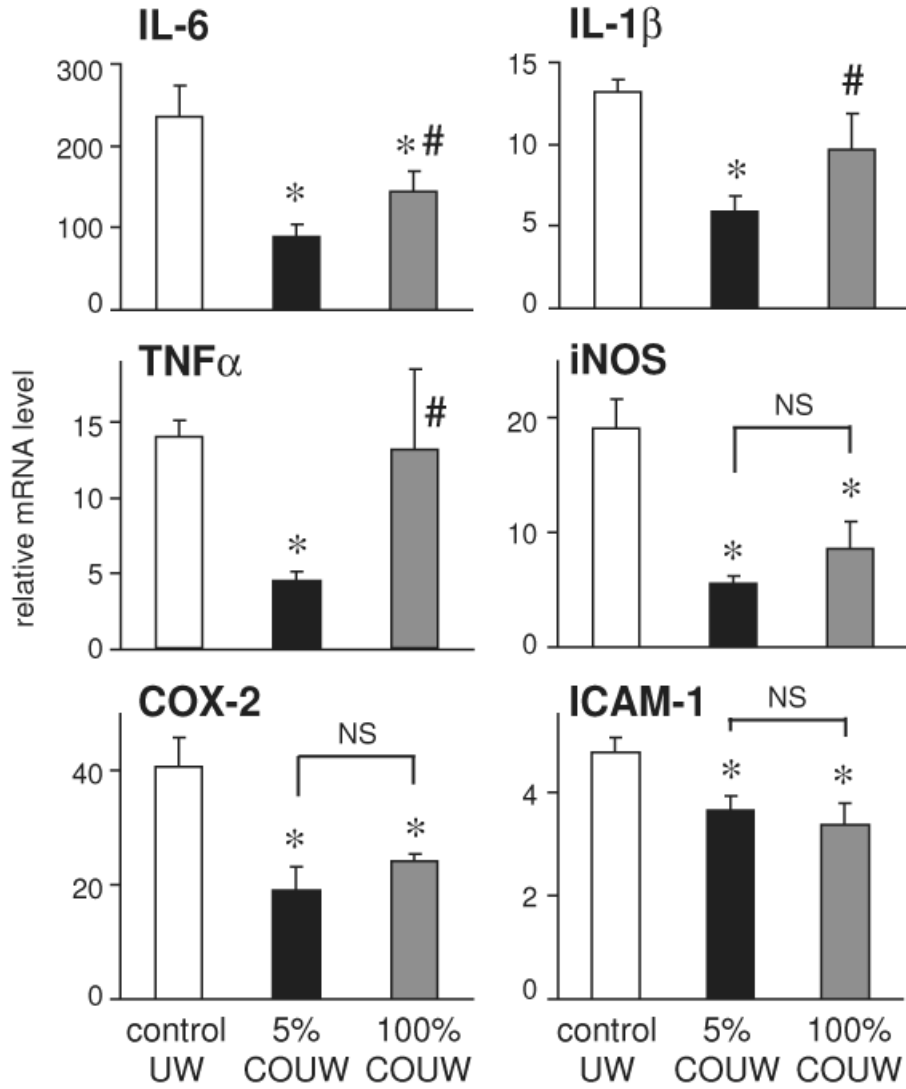 IL-6
300
200
100
0
*
* #
IL-1β
15
10
5
0
*
#
relative mRNA level
TNFα
15
10
5
0
*
#
iNOS
20
10
0
NS
*
*
COX-2
40
20
0
NS
*
*
ICAM-1
4
2
0
NS
*
*
control
UW
5%
COUW
100%
COUW
control
UW
5%
COUW
100%
COUW